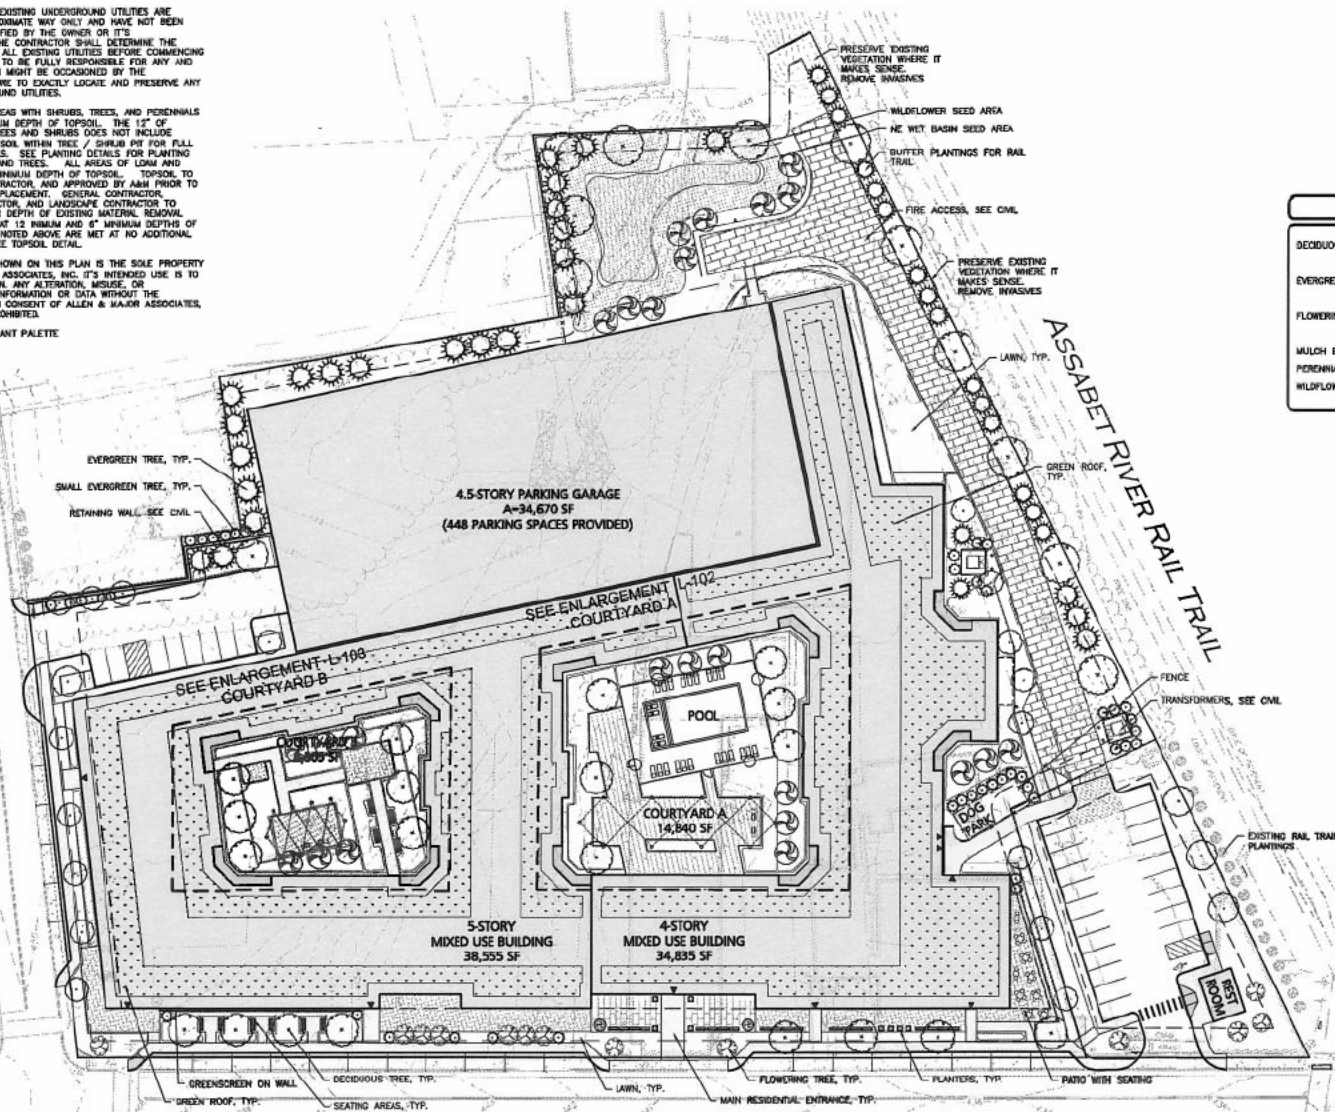 EXISTING UNDERGROUND UTILITIES ARE
OXIMATE WAY ONLY AND HAVE NOT BEEN
FIED BY THE OWNER OR IT'S
HE CONTRACTOR SHALL DETERMINE THE
ALL EXISTING UTILITIES BEFORE COMMENCING
TO BE FULLY RESPONSIBLE FOR ANY AND
MIGHT BE OCCASIONED BY THE
RE TO EXACTLY LOCATE AND PRESERVE ANY
UND UTILITIES.
EAS WITH SHRUBS, TREES, AND PERENNIALS
UM DEPTH OF TOPSOIL. THE 12" OF
EES AND SHRUBS DOES NOT INCLUDE
SOIL WITHIN TREE / SHRUB PIT FOR FULL
S. SEE PLANTING DETAILS FOR PLANTING
ND TREES. ALL AREAS OF LOAM AND
INIMUM DEPTH OF TOPSOIL. TOPSOIL TO
RACTOR, AND APPROVED BY A&M PRIOR TO
PLACEMENT. GENERAL CONTRACTOR,
CTOR, AND LANDSCAPE CONTRACTOR TO
DEPTH OF EXISTING MATERIAL REMOVAL
AT 12 INIMUM AND 6" MINIMUM DEPTHS OF
NOTED ABOVE ARE MET AT NO ADDITIONAL
EE TOPSOIL DETAIL.
HOWN ON THIS PLAN IS THE SOLE PROPERTY
ASSOCIATES, INC. IT'S INTENDED USE IS TO
N. ANY ALTERATION, MISUSE, OR
NFORMATION OR DATA WITHOUT THE
CONSENT OF ALLEN & MAJOR ASSOCIATES,
OHIBITED.
ANT PALETTE
PRESERVE EXISTING
VEGETATION WHERE IT
MAKES SENSE.
REMOVE INVASIVES
WILDFLOWER SEED AREA
NE WET BASIN SEED AREA
BUFFER PLANTINGS FOR RAIL
TRAIL
FIRE ACCESS, SEE CIVIL
PRESERVE EXISTING
VEGETATION WHERE IT
MAKES SENSE.
REMOVE INVASIVES
DECIDUO
EVERGRE
FLOWERIN
MULCH B
PERENNIA
WILDFLOW
LAWN, TYP.
ASSABET RIVER RAIL TRAIL
GREEN ROOF,
TYP.
EVERGREEN TREE, TYP.
SMALL EVERGREEN TREE, TYP.
RETAINING WALL, SEE CIVIL
4.5-STORY PARKING GARAGE
A=34,670 SF
(448 PARKING SPACES PROVIDED)
SEE ENLARGEMENT L-102
COURTYARD A
SEE ENLARGEMENT L-103
COURTYARD B
FENCE
TRANSFORMERS, SEE CIVIL
POOL
COURTYARD A
14,840 SF
DOG
PARK
EXISTING RAIL TRAI
PLANTINGS
5-STORY
MIXED USE BUILDING
38,555 SF
4-STORY
MIXED USE BUILDING
34,835 SF
REST
ROOM
GREENSCREEN ON WALL
DECIDUOUS TREE, TYP.
LAWN, TYP.
FLOWERING TREE, TYP.
PLANTERS, TYP.
PATIO WITH SEATING
GREEN ROOF, TYP.
SEATING AREAS, TYP.
MAIN RESIDENTIAL ENTRANCE, TYP.